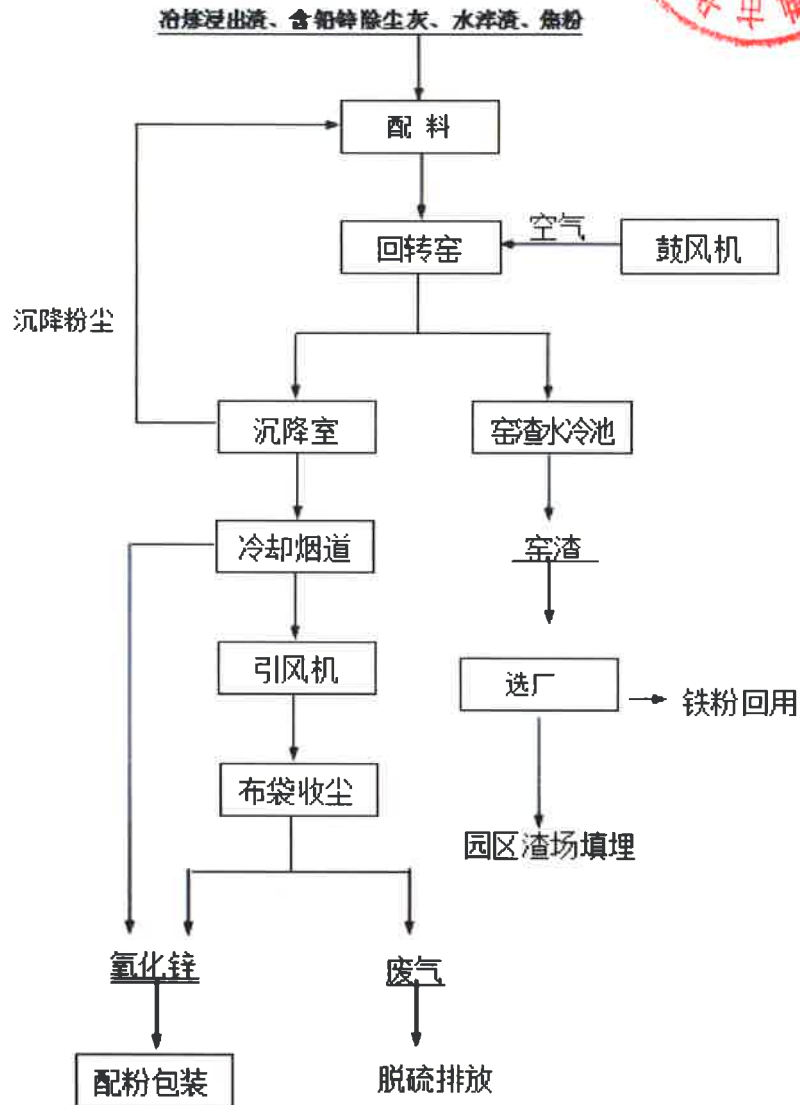 冶炼浸出渣、含铅锌除尘灰、水淬渣、焦粉
配 料
空气
回转窑
鼓风机
沉降粉尘
沉降室
窑渣水冷池
冷却烟道
窑渣
引风机
选厂
铁粉回用
布袋收尘
园区渣场填埋
氧化锌
废气
配粉包装
脱硫排放